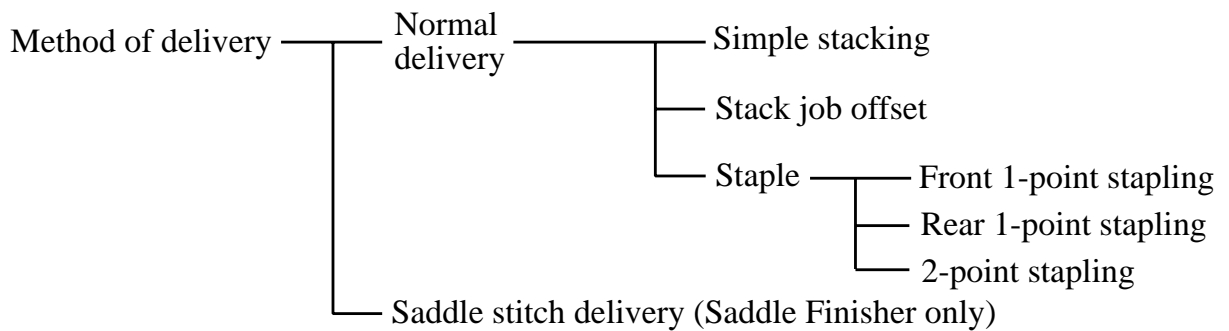 Method of delivery
Normal
delivery
Simple stacking
Stack job offset
Staple
Front 1-point stapling
Rear 1-point stapling
2-point stapling
Saddle stitch delivery (Saddle Finisher only)